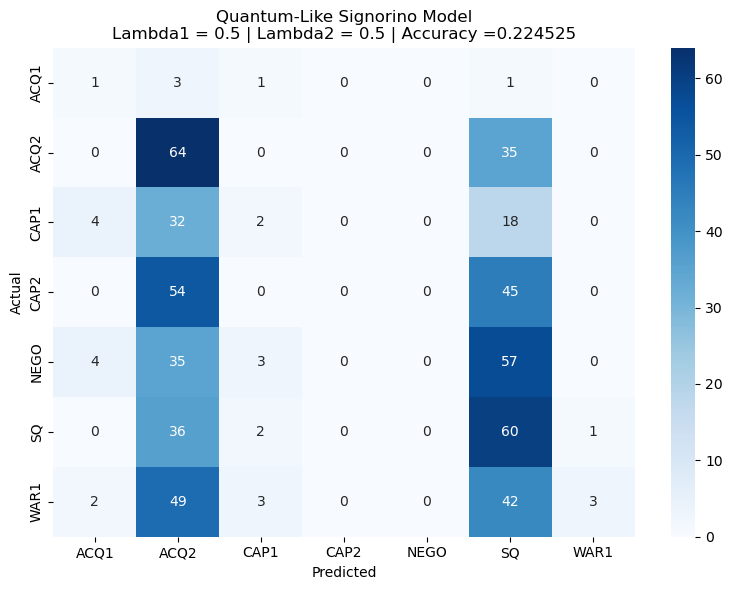 Quantum-Like Signorino Model
Lambda1 = 0.5 | Lambda2 = 0.5 | Accuracy =0.224525
ACQ1 1 3 1 0 0 1 0
ACQ2 0 64 0 0 0 35 0
CAP1 4 32 2 0 0 18 0
CAP2 0 54 0 0 0 45 0
NEGO 4 35 3 0 0 57 0
SQ 0 36 2 0 0 60 1
WAR1 2 49 3 0 0 42 3
Actual
ACQ1 ACQ2 CAP1 CAP2 NEGO SQ WAR1
Predicted
60
50
40
30
20
10
0